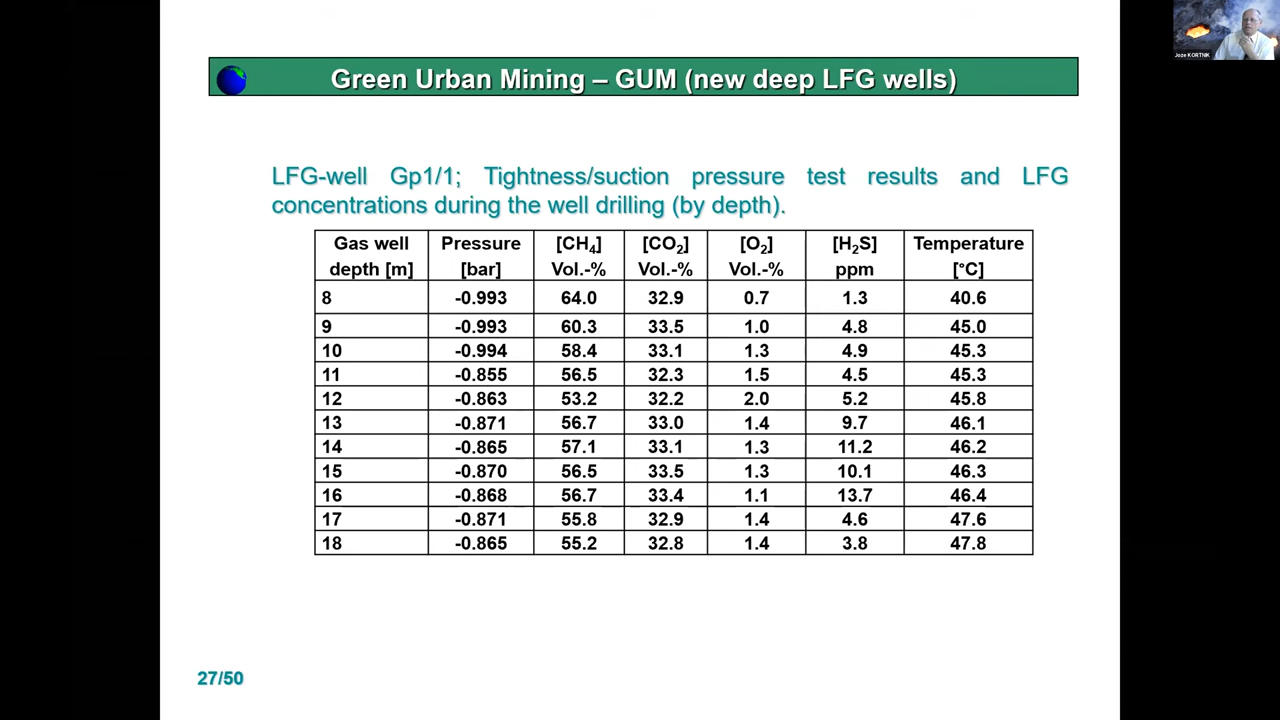 Joze KORTNIK
Green Urban Mining – GUM (new deep LFG wells)
LFG-well Gp1/1; Tightness/suction pressure test results and LFG
concentrations during the well drilling (by depth).
Gas well depth [m] Pressure [bar] [CH4] Vol.-% [CO2] Vol.-% [O2] Vol.-% [H2S] ppm Temperature [°C]
8 -0.993 64.0 32.9 0.7 1.3 40.6
9 -0.993 60.3 33.5 1.0 4.8 45.0
10 -0.994 58.4 33.1 1.3 4.9 45.3
11 -0.855 56.5 32.3 1.5 4.5 45.3
12 -0.863 53.2 32.2 2.0 5.2 45.8
13 -0.871 56.7 33.0 1.4 9.7 46.1
14 -0.865 57.1 33.1 1.3 11.2 46.2
15 -0.870 56.5 33.5 1.3 10.1 46.3
16 -0.868 56.7 33.4 1.1 13.7 46.4
17 -0.871 55.8 32.9 1.4 4.6 47.6
18 -0.865 55.2 32.8 1.4 3.8 47.8
27/50